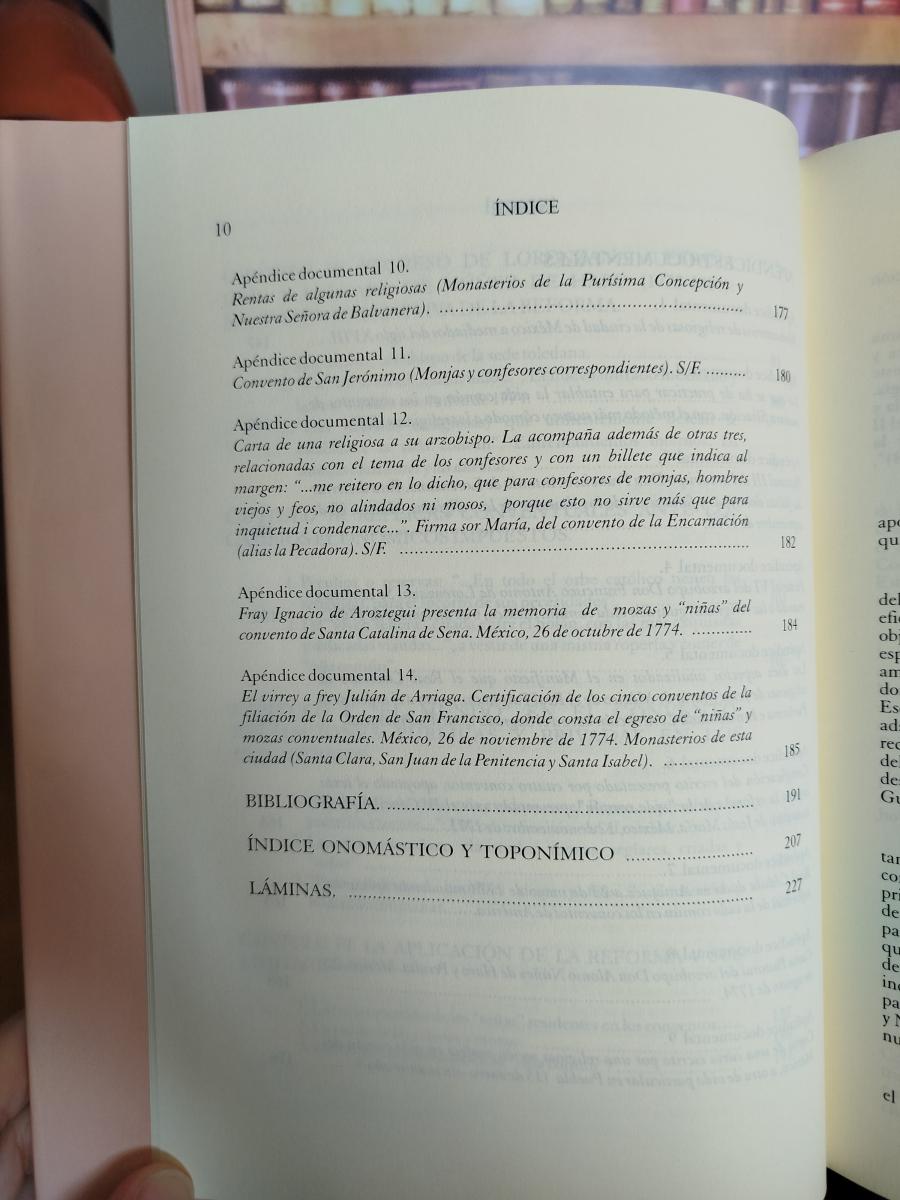 10
ÍNDICE
Apéndice documental 10.
Rentas de algunas religiosas (Monasterios de la Purísima Concepción y
Nuestra Señora de Balvanera). ........................................................ 177
Apéndice documental 11.
Convento de San Jerónimo (Monjas y confesores correspondientes). S/F. ......... 180
Apéndice documental 12.
Carta de una religiosa a su arzobispo. La acompaña además de otras tres,
relacionadas con el tema de los confesores y con un billete que indica al
margen: “...me reitero en lo dicho, que para confesores de monjas, hombres
viejos y feos, no alindados ni mosos, porque esto no sirve más que para
inquietud i condenarce...”. Firma sor María, del convento de la Encarnación
(alias la Pecadora). S/F. ................................................................ 182
Apéndice documental 13.
Fray Ignacio de Aroztegui presenta la memoria de mozas y “niñas” del
convento de Santa Catalina de Sena. México, 26 de octubre de 1774. ............. 184
Apéndice documental 14.
El virrey a frey Julián de Arriaga. Certificación de los cinco conventos de la
filiación de la Orden de San Francisco, donde consta el egreso de “niñas” y
mozas conventuales. México, 26 de noviembre de 1774. Monasterios de esta
ciudad (Santa Clara, San Juan de la Penitencia y Santa Isabel). .................. 185
BIBLIOGRAFÍA. .................................................................. 191
ÍNDICE ONOMÁSTICO Y TOPONÍMICO ........................ 207
LÁMINAS. .......................................................................... 227